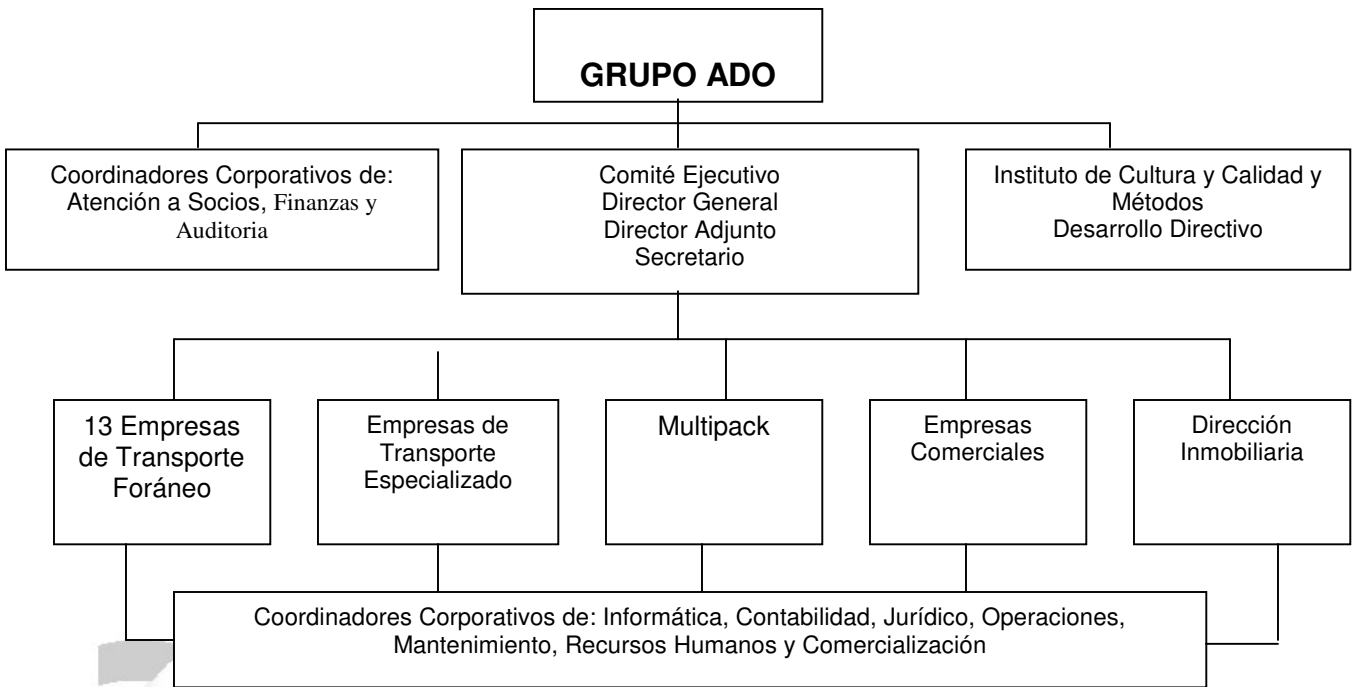 GRUPO ADO
Coordinadores Corporativos de:
Atención a Socios, Finanzas y
Auditoria
Comité Ejecutivo
Director General
Director Adjunto
Secretario
Instituto de Cultura y Calidad y
Métodos
Desarrollo Directivo
13 Empresas
de Transporte
Foráneo
Empresas de
Transporte
Especializado
Multipack
Empresas
Comerciales
Dirección
Inmobiliaria
Coordinadores Corporativos de: Informática, Contabilidad, Jurídico, Operaciones,
Mantenimiento, Recursos Humanos y Comercialización